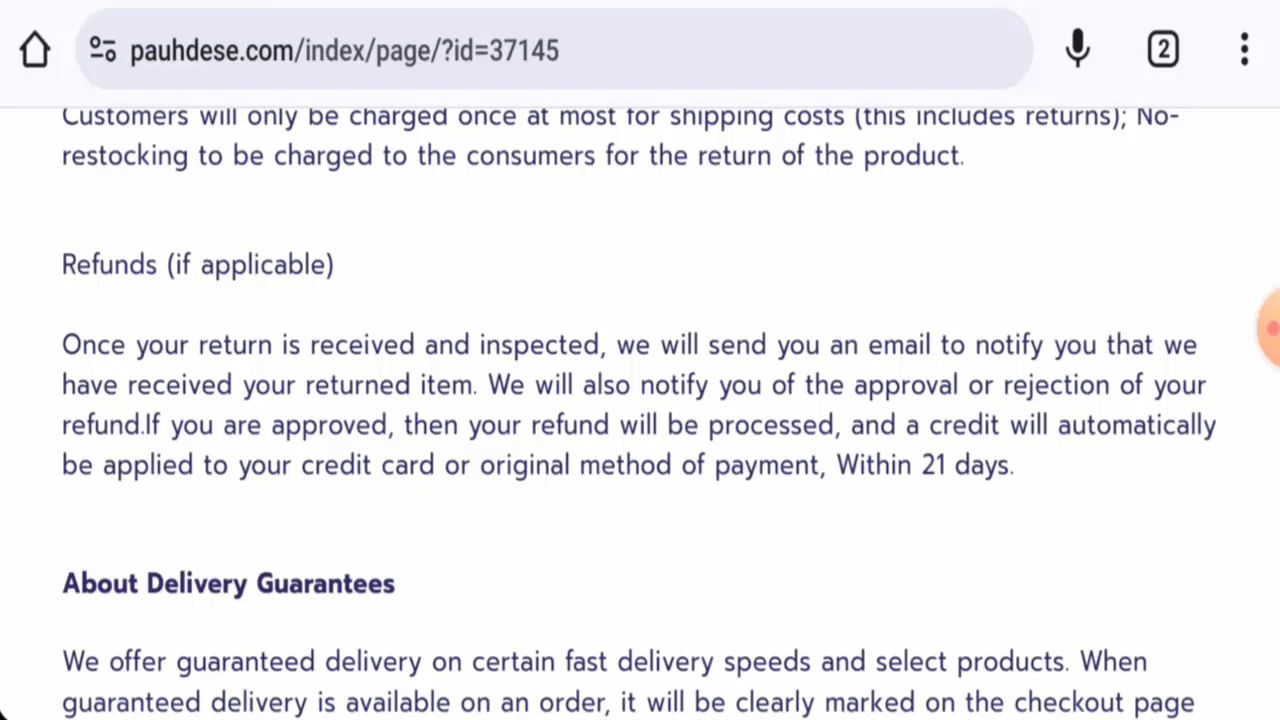 pauhdese.com/index/page/?id=37145
2
Customers will only be charged once at most for shipping costs (this includes returns); No-
restocking to be charged to the consumers for the return of the product.
Refunds (if applicable)
Once your return is received and inspected, we will send you an email to notify you that we
have received your returned item. We will also notify you of the approval or rejection of your
refund.If you are approved, then your refund will be processed, and a credit will automatically
be applied to your credit card or original method of payment, Within 21 days.
About Delivery Guarantees
We offer guaranteed delivery on certain fast delivery speeds and select products. When
guaranteed delivery is available on an order, it will be clearly marked on the checkout page